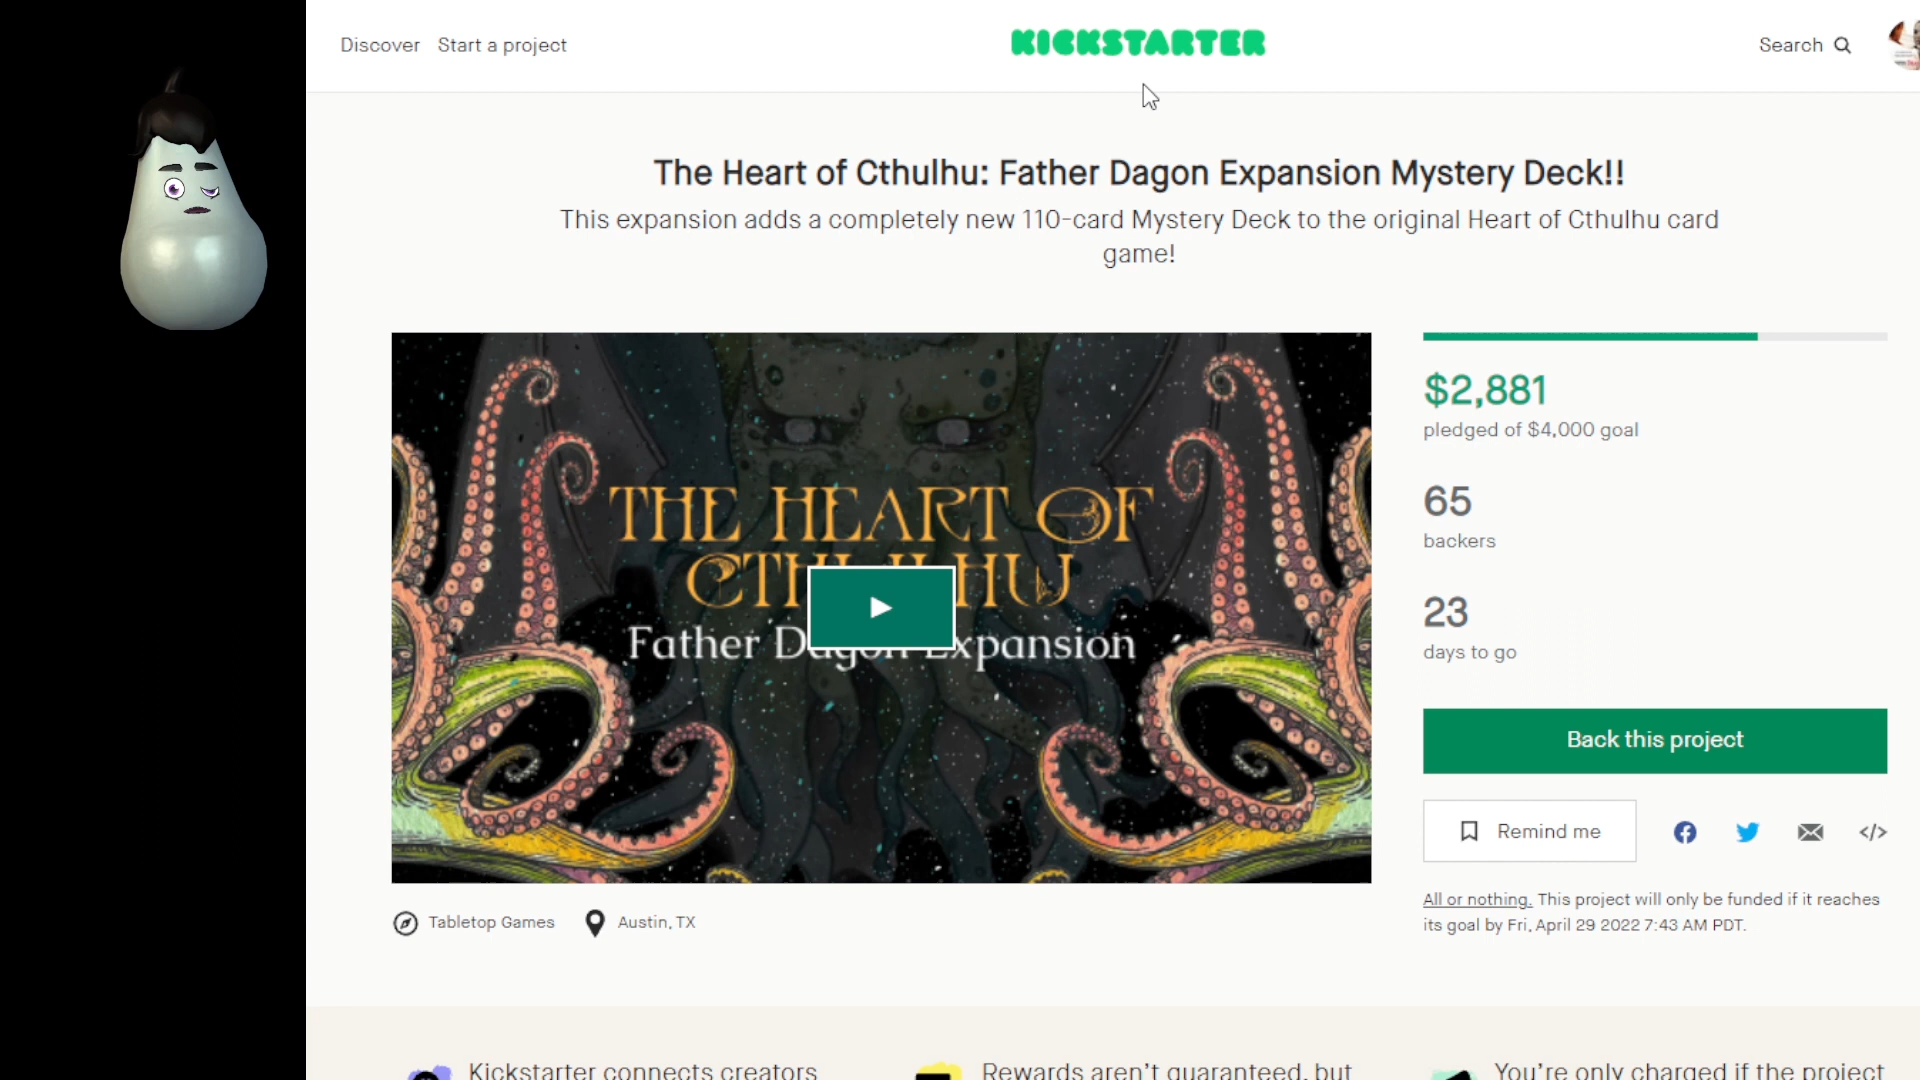 Discover Start a project
KICKSTARTER
Search
The Heart of Cthulhu: Father Dagon Expansion Mystery Deck!!
This expansion adds a completely new 110-card Mystery Deck to the original Heart of Cthulhu card
game!
THE HEART OF
CTHULHU
Father Dagon Expansion
$2,881
pledged of $4,000 goal
65
backers
23
days to go
Back this project
Remind me
All or nothing. This project will only be funded if it reaches
its goal by Fri, April 29 2022 7:43 AM PDT.
Tabletop Games Austin, TX
Kickstarter connects creators
Rewards aren't guaranteed, but
You're only charged if the project